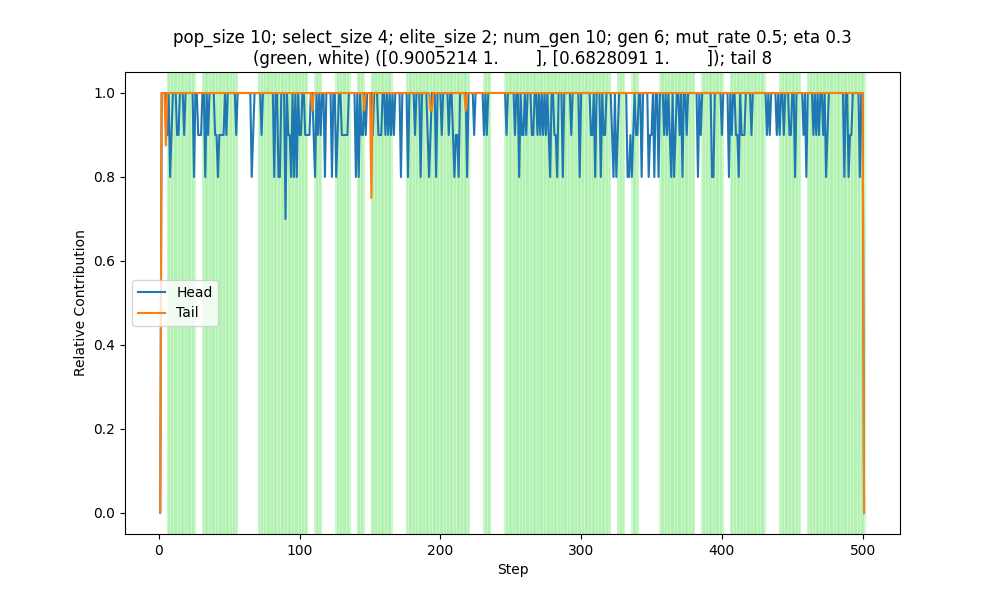 pop_size 10; select_size 4; elite_size 2; num_gen 10; gen 6; mut_rate 0.5; eta 0.3
(green, white) ([0.9005214 1.        ], [0.6828091 1.        ]); tail 8
1.0
0.8
0.6
0.4
0.2
0.0
Relative Contribution
Head
Tail
0
100
200
300
400
500
Step